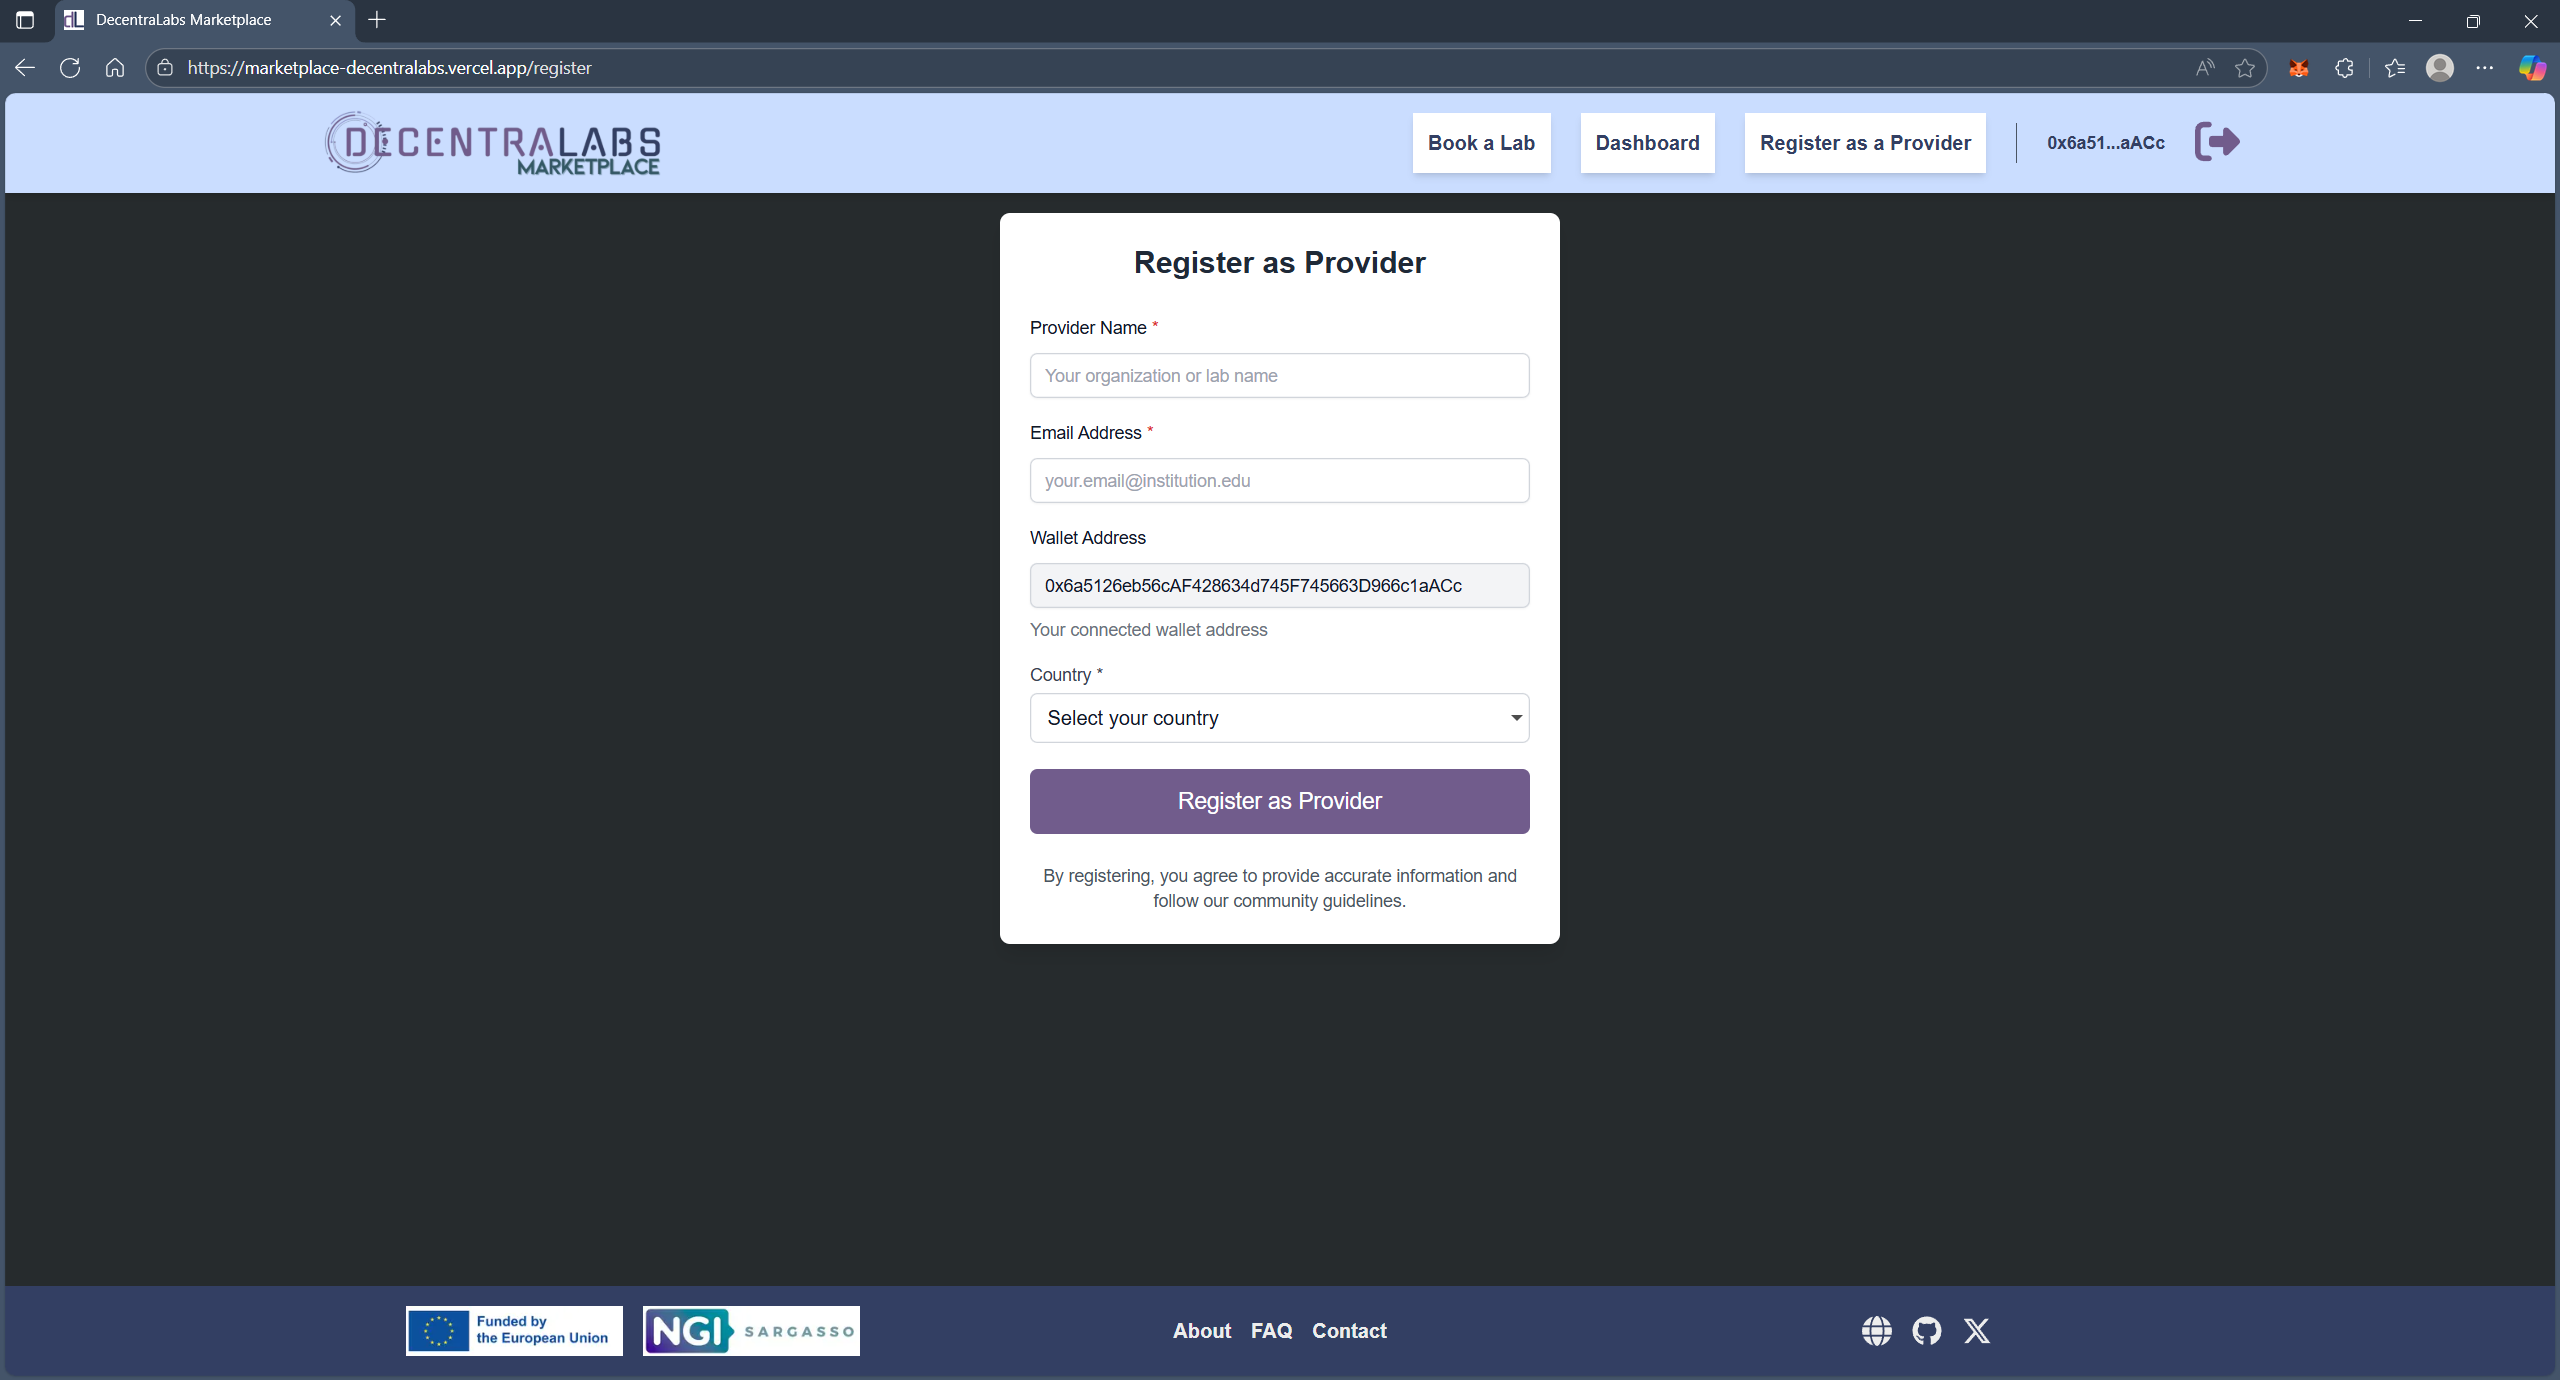 DecentraLabs Marketplace
https://marketplace-decentralabs.vercel.app/register
DECENTRALABS
MARKETPLACE
Book a Lab
Dashboard
Register as a Provider
0x6a51...aACc
Register as Provider
Provider Name *
Your organization or lab name
Email Address *
your.email@institution.edu
Wallet Address
0x6a5126eb56cAF428634d745F745663D966c1aACc
Your connected wallet address
Country *
Select your country
Register as Provider
By registering, you agree to provide accurate information and
follow our community guidelines.
Funded by
the European Union
NGI SARGASSO
About
FAQ
Contact